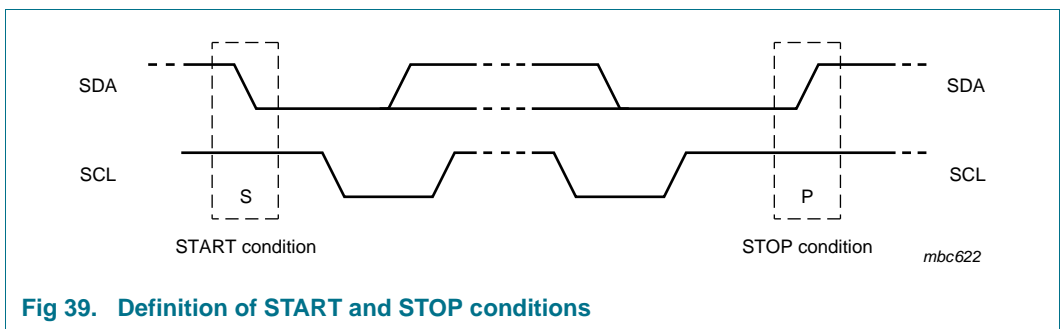 SDA
SDA
SCL
SCL
S
P
START condition
STOP condition
mbc622
Fig 39. Definition of START and STOP conditions